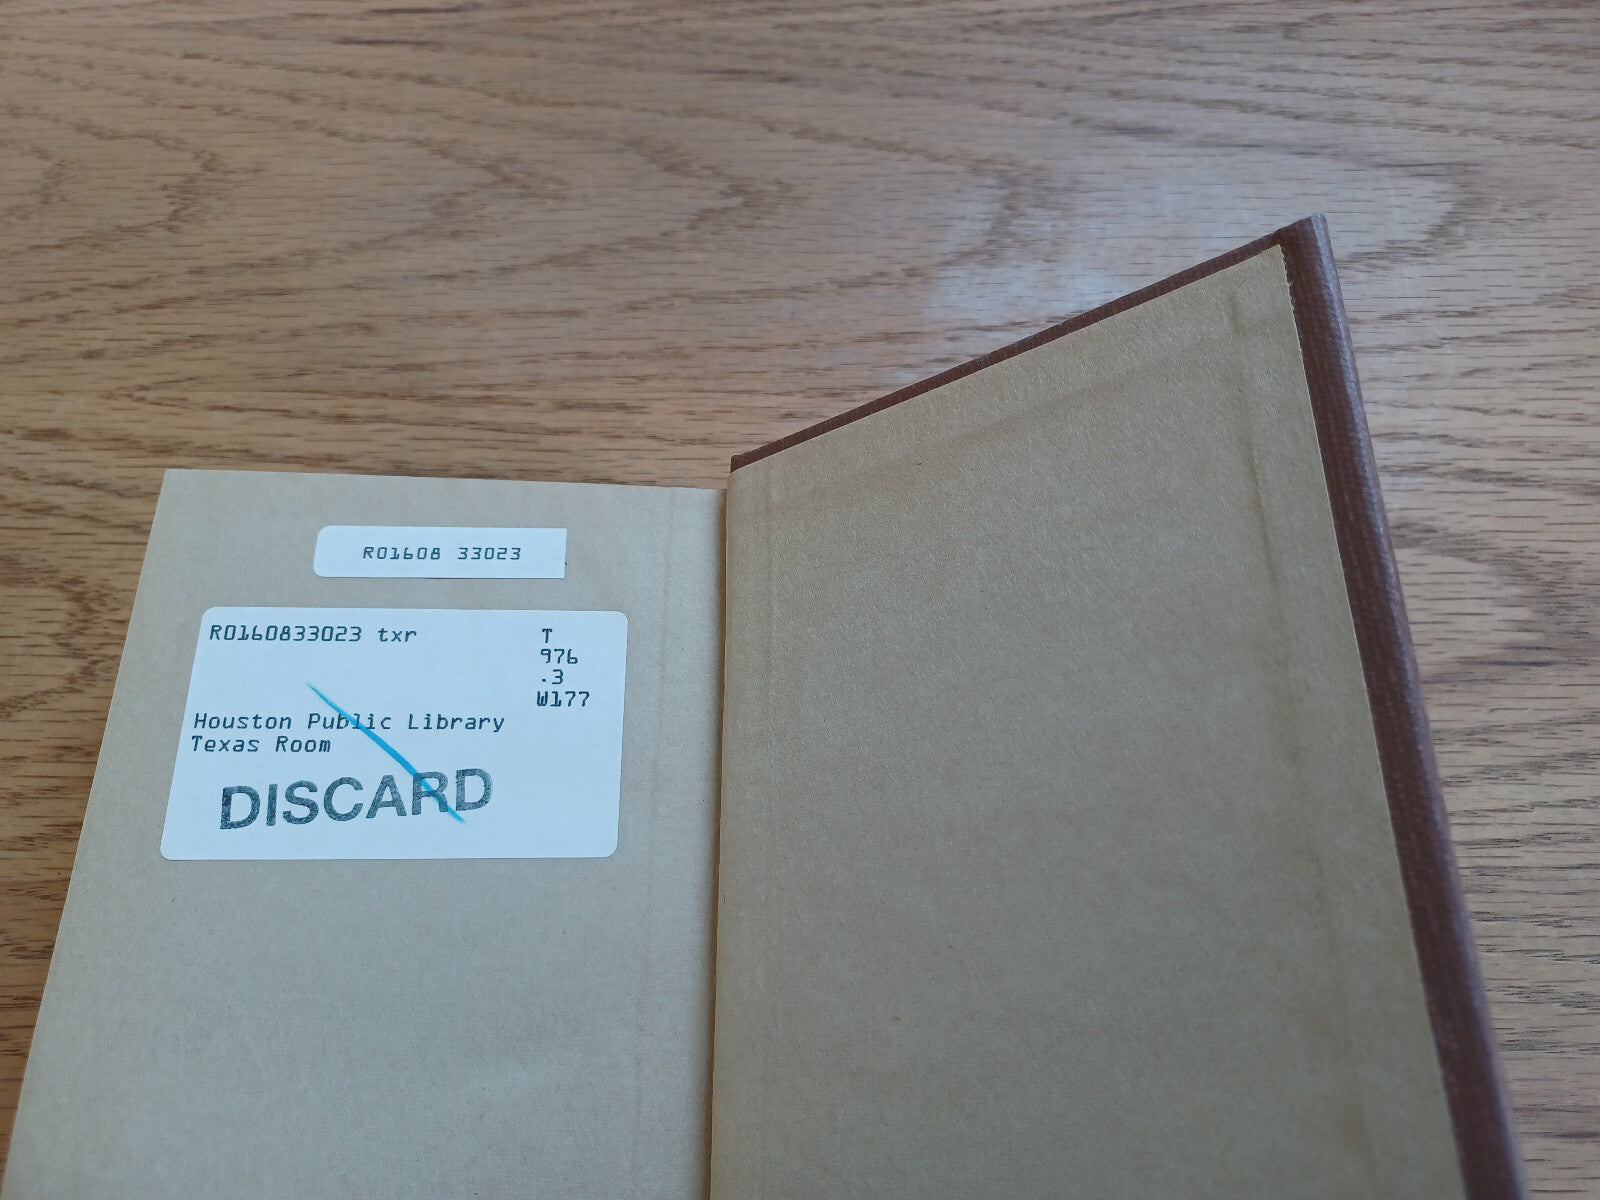 R01608 33023
R0160833023 txr
T
976
.3
W177
Houston Public Library
Texas Room
DISCARD